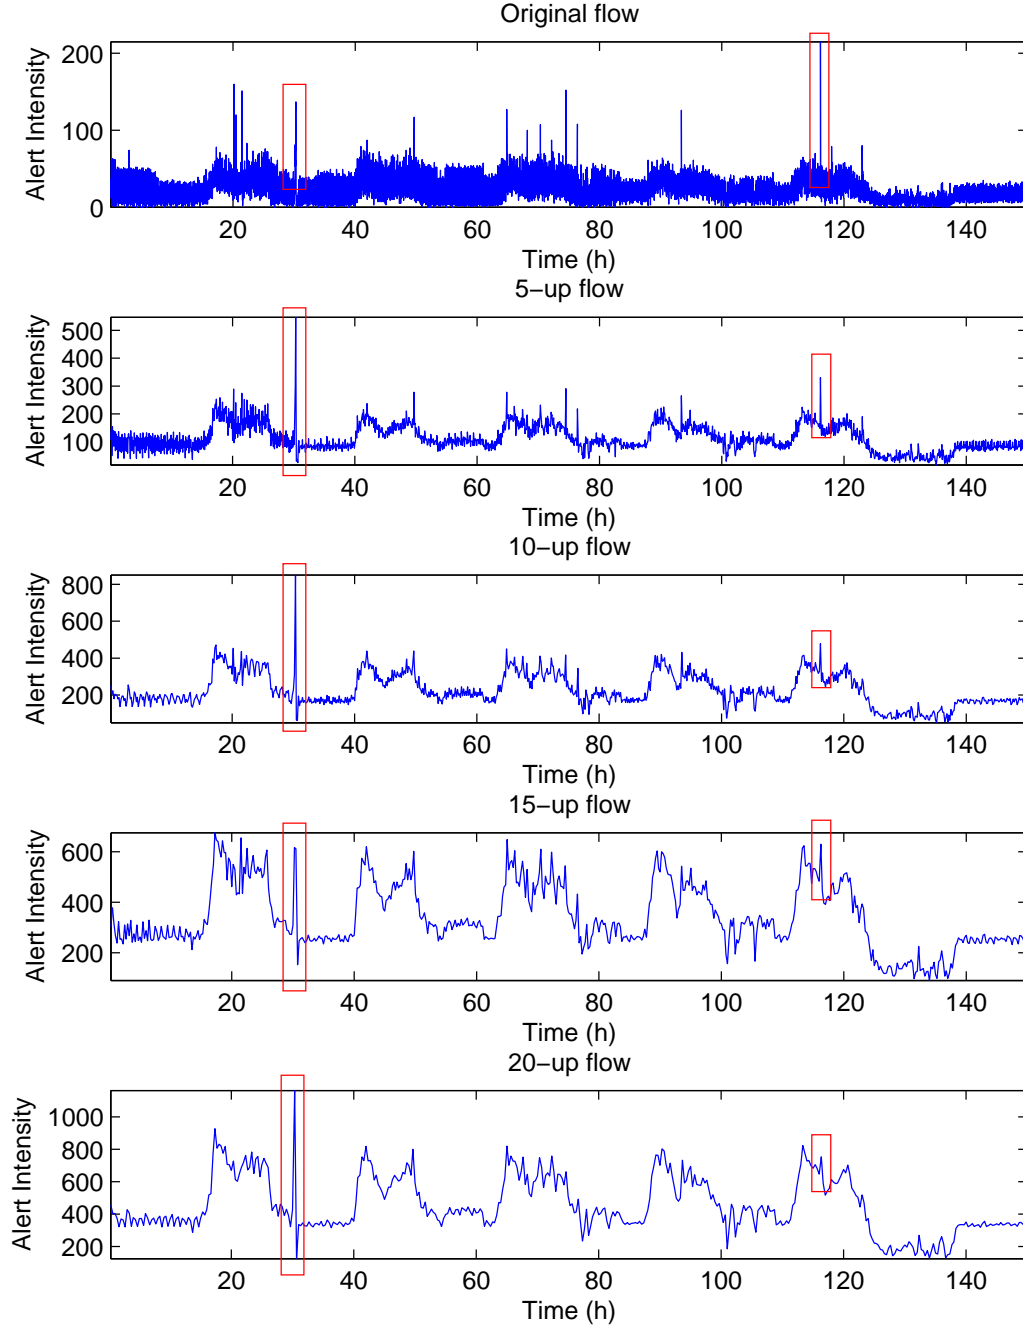 Original flow
Alert Intensity
200
100
0
20 40 60 80 100 120 140
Time (h)
5−up flow
Alert Intensity
500
400
300
200
100
20 40 60 80 100 120 140
Time (h)
10−up flow
Alert Intensity
800
600
400
200
20 40 60 80 100 120 140
Time (h)
15−up flow
Alert Intensity
600
400
200
20 40 60 80 100 120 140
Time (h)
20−up flow
Alert Intensity
1000
800
600
400
200
20 40 60 80 100 120 140
Time (h)